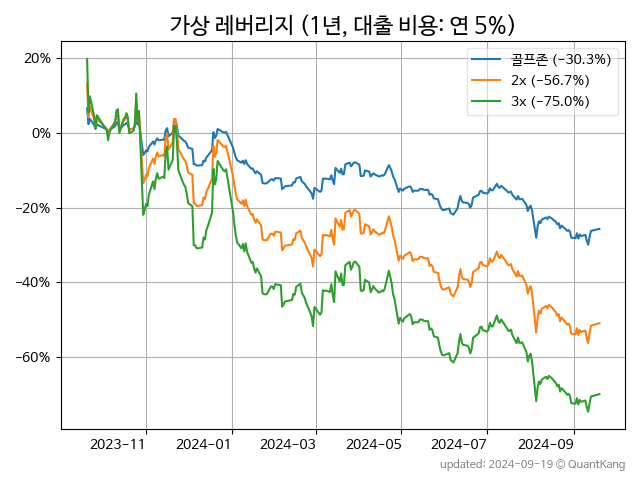 가상 레버리지 (1년, 대출 비용: 연 5%)
골프존 (−30.3%)
2x (−56.7%)
3x (−75.0%)
20%
0%
−20%
−40%
−60%
2023−11 2024−01 2024−03 2024−05 2024−07 2024−09
updated: 2024-09-19 @ QuantKang